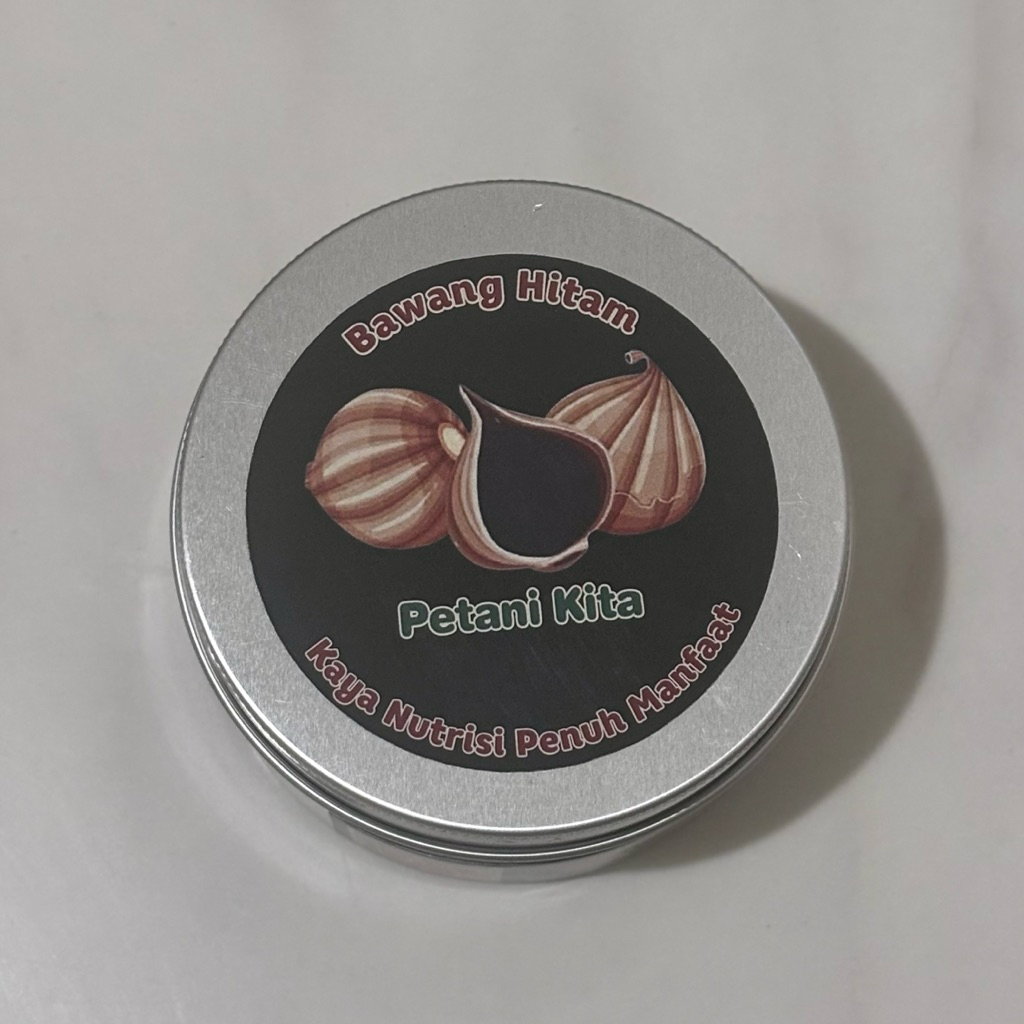 Bawang Hitam
Petani Kita
Kaya Nutrisi Penuh Manfaat